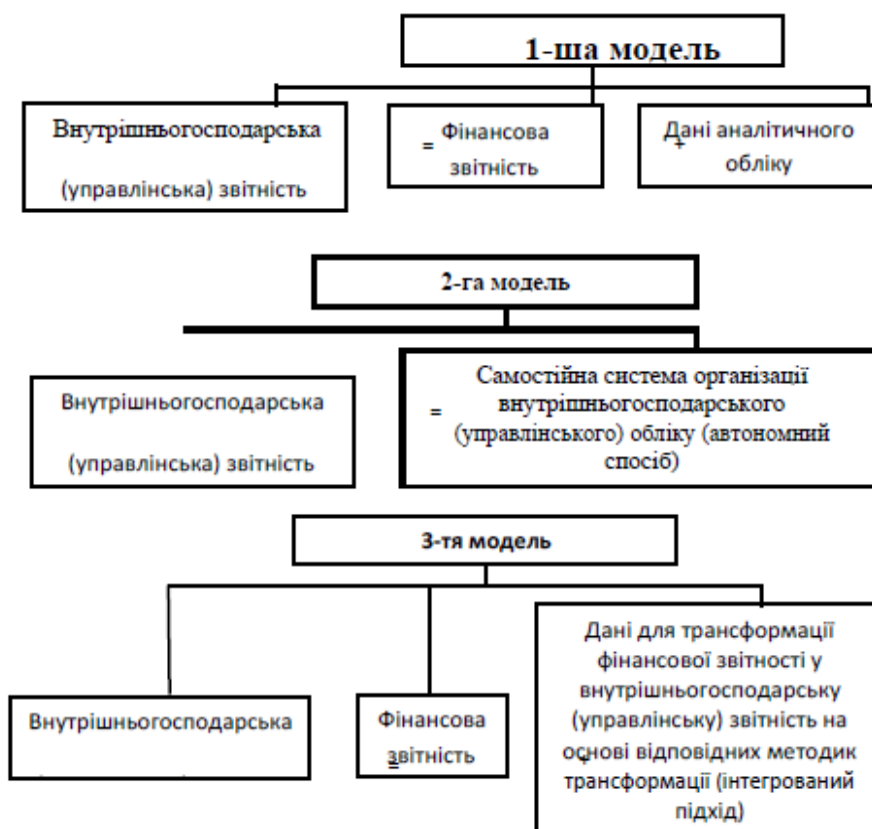 1-ша модель
Внутрішньогосподарська
(управлінська) звітність
= Фінансова
звітність
+ Дані аналітичного
обліку
2-га модель
Внутрішньогосподарська
(управлінська) звітність
Самостійна система організації
внутрішньогосподарського
= (управлінського) обліку (автономний
спосіб)
3-тя модель
Внутрішньогосподарська
Фінансова
= звітність
Дані для трансформації
фінансової звітності у
внутрішньогосподарську
(управлінську) звітність на
+ основі відповідних методик
трансформації (інтегрований
підхід)